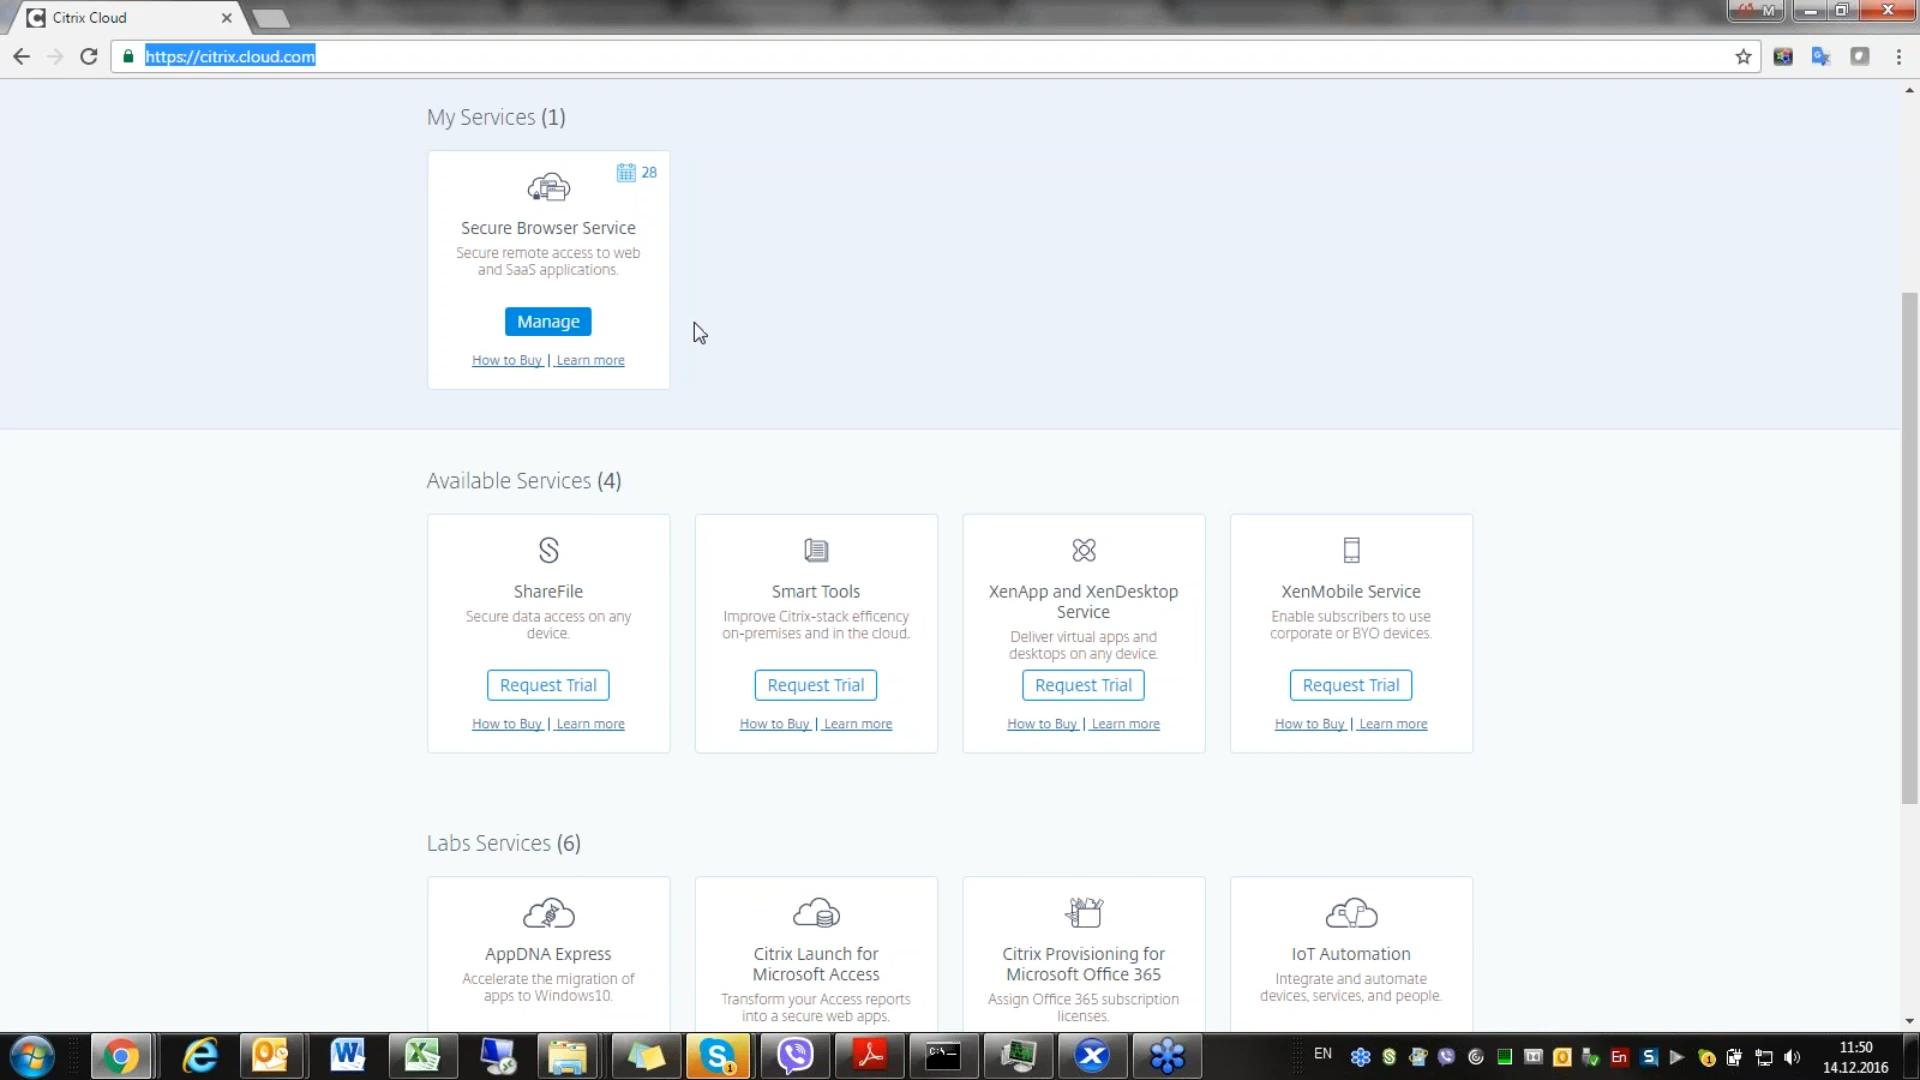 Citrix Cloud
M
https://citrix.cloud.com
My Services (1)
28
Secure Browser Service
Secure remote access to web
and SaaS applications.
Manage
How to Buy | Learn more
Available Services (4)
ShareFile
Secure data access on any
device.
Request Trial
How to Buy | Learn more
Smart Tools
Improve Citrix-stack efficency
on-premises and in the cloud.
Request Trial
How to Buy | Learn more
XenApp and XenDesktop
Service
Deliver virtual apps and
desktops on any device.
Request Trial
How to Buy | Learn more
XenMobile Service
Enable subscribers to use
corporate or BYO devices.
Request Trial
How to Buy | Learn more
Labs Services (6)
AppDNA Express
Accelerate the migration of
apps to Windows10.
Citrix Launch for
Microsoft Access
Transform your Access reports
into a secure web apps.
Citrix Provisioning for
Microsoft Office 365
Assign Office 365 subscription
licenses.
IoT Automation
Integrate and automate
devices, services, and people.
EN
En
11:50
14.12.2016